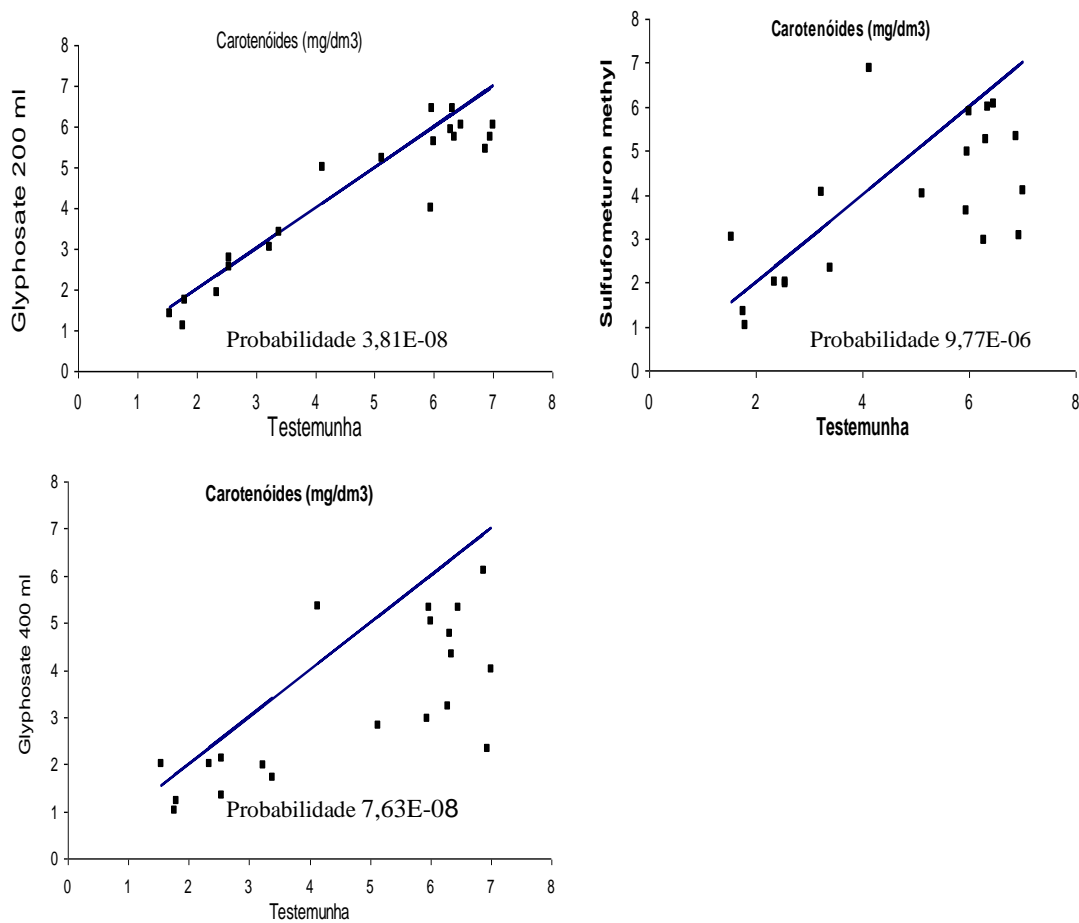 Carotenóides (mg/dm3)
Glyphosate 200 ml
8
7
6
5
4
3
2
1
0
Probabilidade 3,81E-08
0 1 2 3 4 5 6 7 8
Testemunha
Carotenóides (mg/dm3)
Sulfufometuron methyl
8
7
6
5
4
3
2
1
0
Probabilidade 9,77E-06
0 2 4 6 8
Testemunha
Carotenóides (mg/dm3)
Glyphosate 400 ml
8
7
6
5
4
3
2
1
0
Probabilidade 7,63E-08
0 1 2 3 4 5 6 7 8
Testemunha